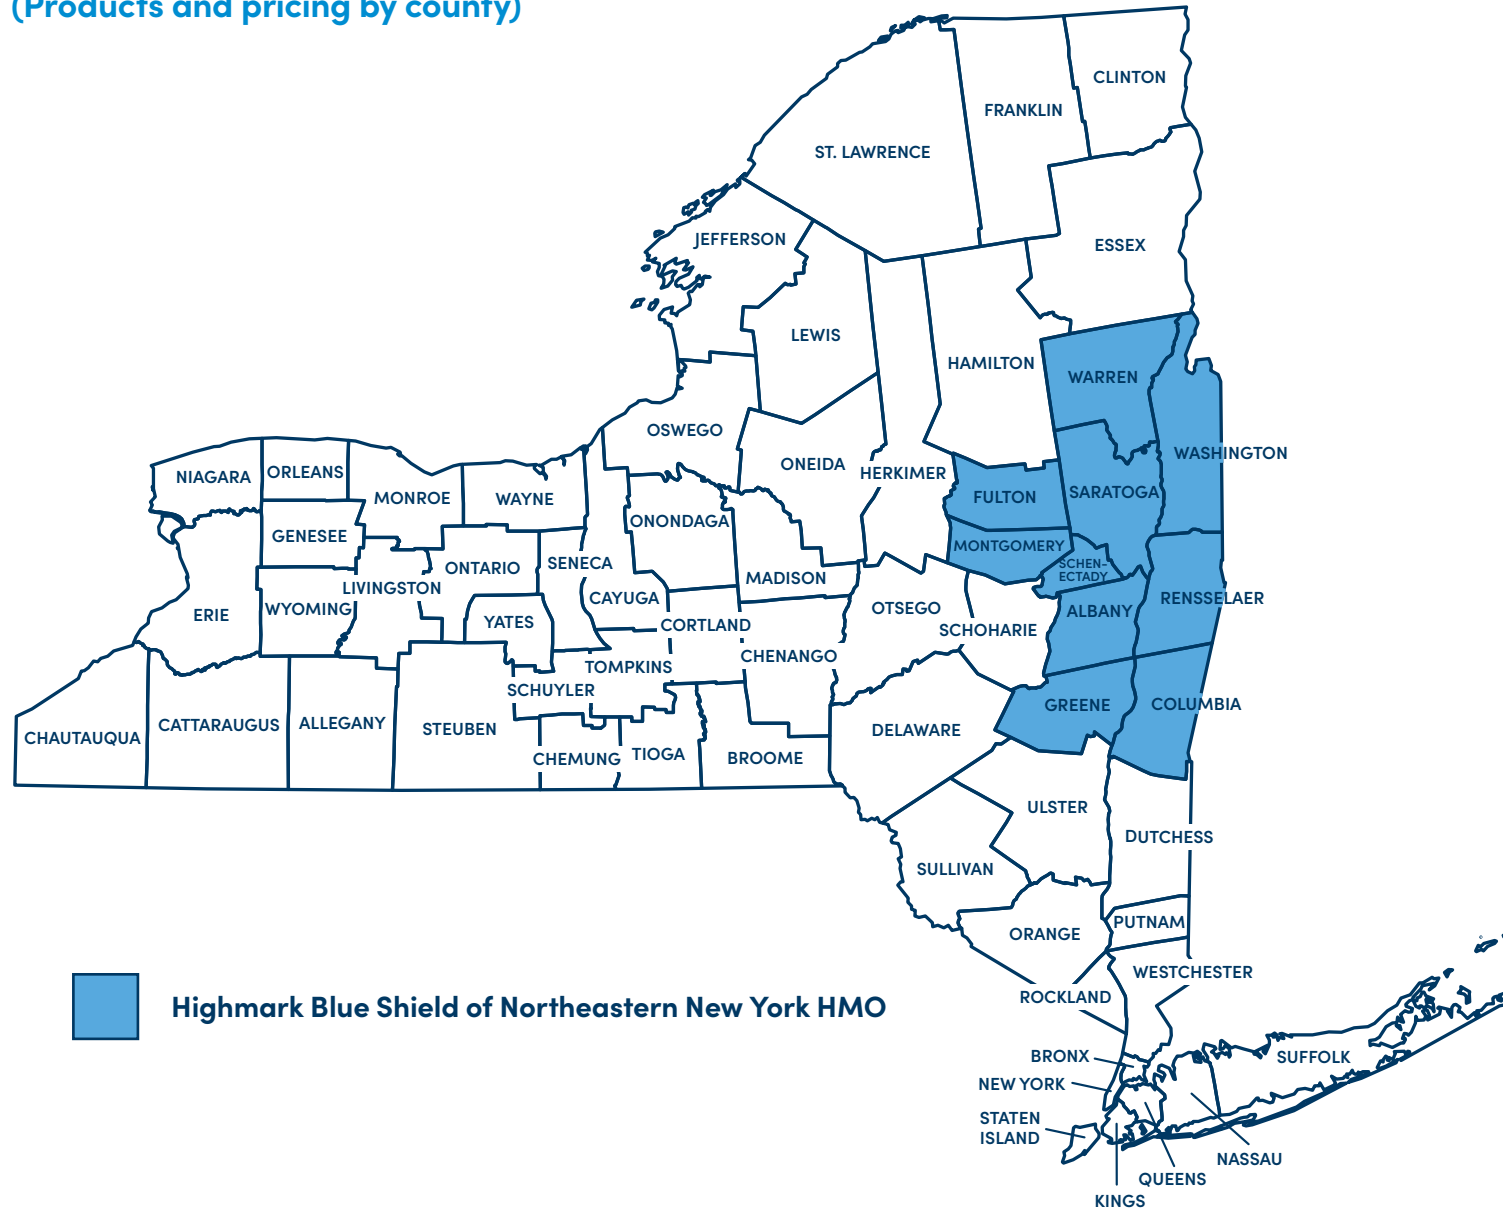 (Products and pricing by county)
CLINTON
FRANKLIN
ST. LAWRENCE
JEFFERSON
ESSEX
LEWIS
HAMILTON
WARREN
OSWEGO
ONEIDA
HERKIMER
WASHINGTON
NIAGARA
ORLEANS
MONROE
WAYNE
FULTON
SARATOGA
ONONDAGA
GENESEE
MONTGOMERY
SENECA
ONTARIO
SCHEN-
ECTADY
MADISON
LIVINGSTON
CAYUGA
RENSSELAER
WYOMING
OTSEGO
ALBANY
ERIE
YATES
CORTLAND
SCHOHARIE
CHENANGO
TOMPKINS
SCHUYLER
GREENE
COLUMBIA
CHAUTAUQUA
CATTARAUGUS
ALLEGANY
STEUBEN
DELAWARE
CHEMUNG
TIOGA
BROOME
ULSTER
DUTCHESS
SULLIVAN
PUTNAM
ORANGE
WESTCHESTER
ROCKLAND
Highmark Blue Shield of Northeastern New York HMO
BRONX
SUFFOLK
NEW YORK
STATEN
ISLAND
NASSAU
QUEENS
KINGS